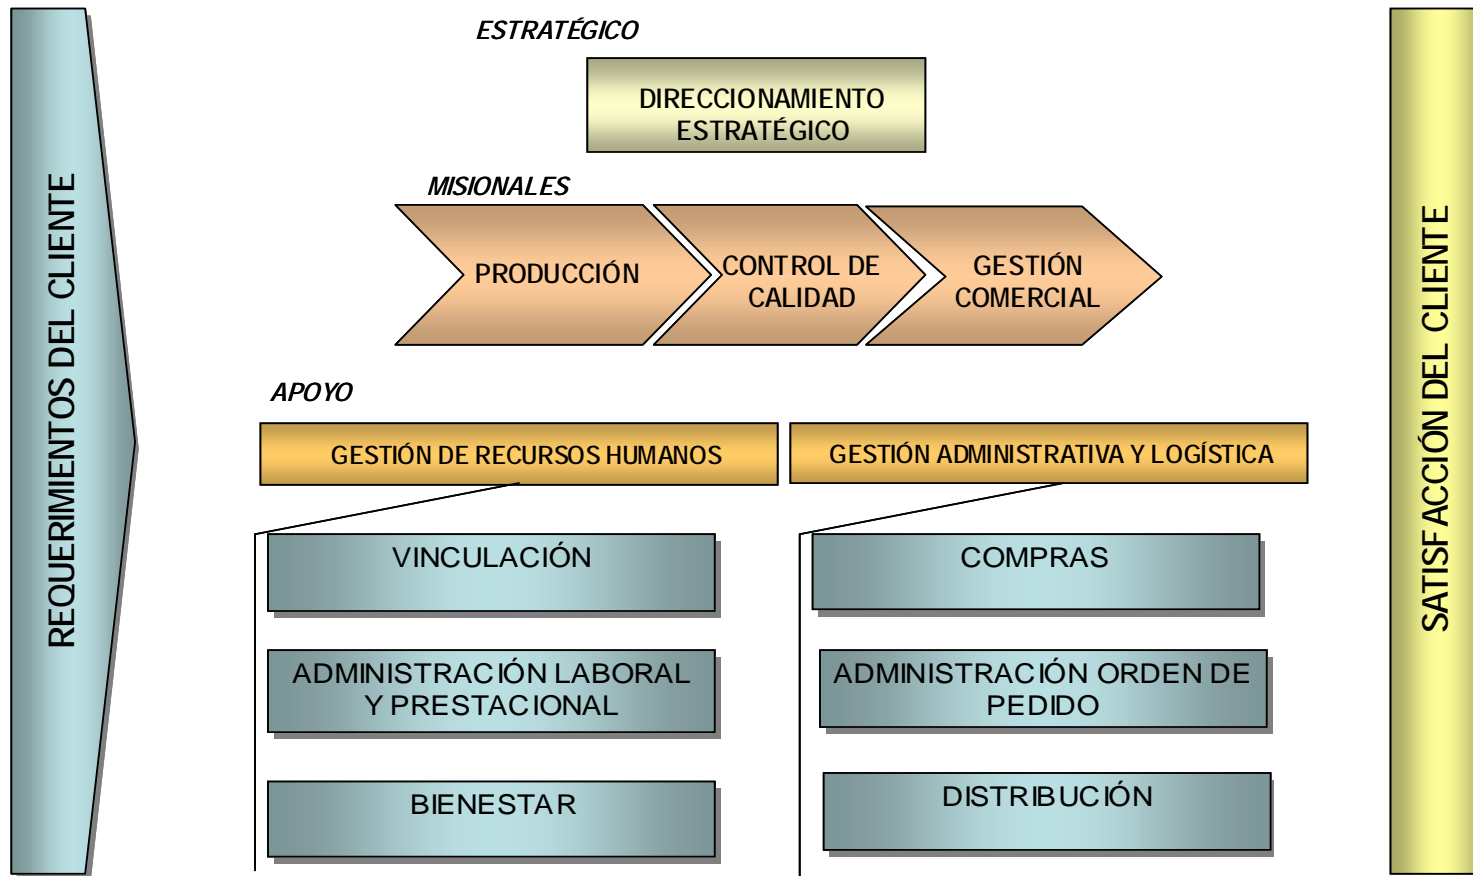 REQUERIMIENTOS DEL CLIENTE
ESTRATÉGICO
DIRECCIONAMIENTO
ESTRATÉGICO
MISIONALES
PRODUCCIÓN
CONTROL DE
CALIDAD
GESTIÓN
COMERCIAL
APOYO
GESTIÓN DE RECURSOS HUMANOS
VINCULACIÓN
ADMINISTRACIÓN LABORAL
Y PRESTACIONAL
BIENESTAR
GESTIÓN ADMINISTRATIVA Y LOGÍSTICA
COMPRAS
ADMINISTRACIÓN ORDEN DE
PEDIDO
DISTRIBUCIÓN
SATISFACCIÓN DEL CLIENTE